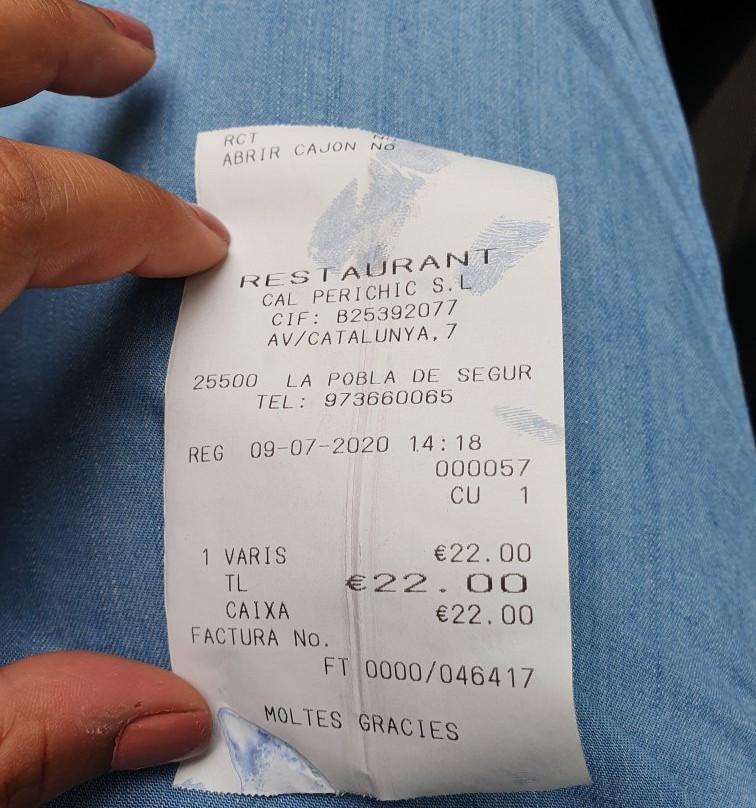 RCT
ABRIR CAJON NO
RESTAURANT
CAL PERICHIC S.L
CIF: B25392077
AV/CATALUNYA, 7
25500 LA POBLA DE SEGUR
TEL: 973660065
REG 09-07-2020 14:18
000057
CU 1
1 VARIS €22.00
TL €22.00
CAIXA €22.00
FACTURA No.
FT 0000/046417
MOLTES GRACIES